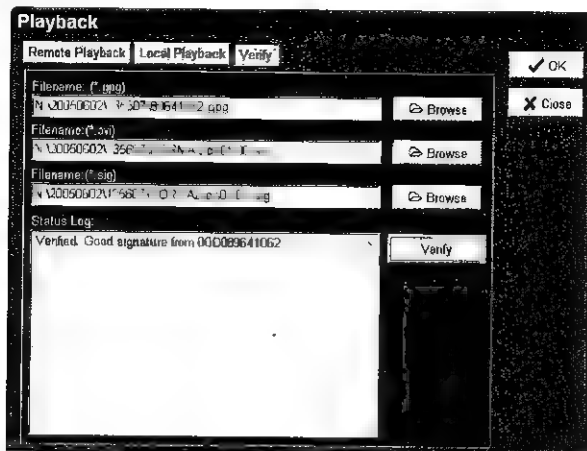 Playback
Remote Playback Local Playback Verify
OK
Filename: (*.gpg)
Browse
Close
Filename:(*.avi)
Browse
Filename:(*.sig)
Browse
Status Log:
Verified. Good signature from 00D089641062
Verify